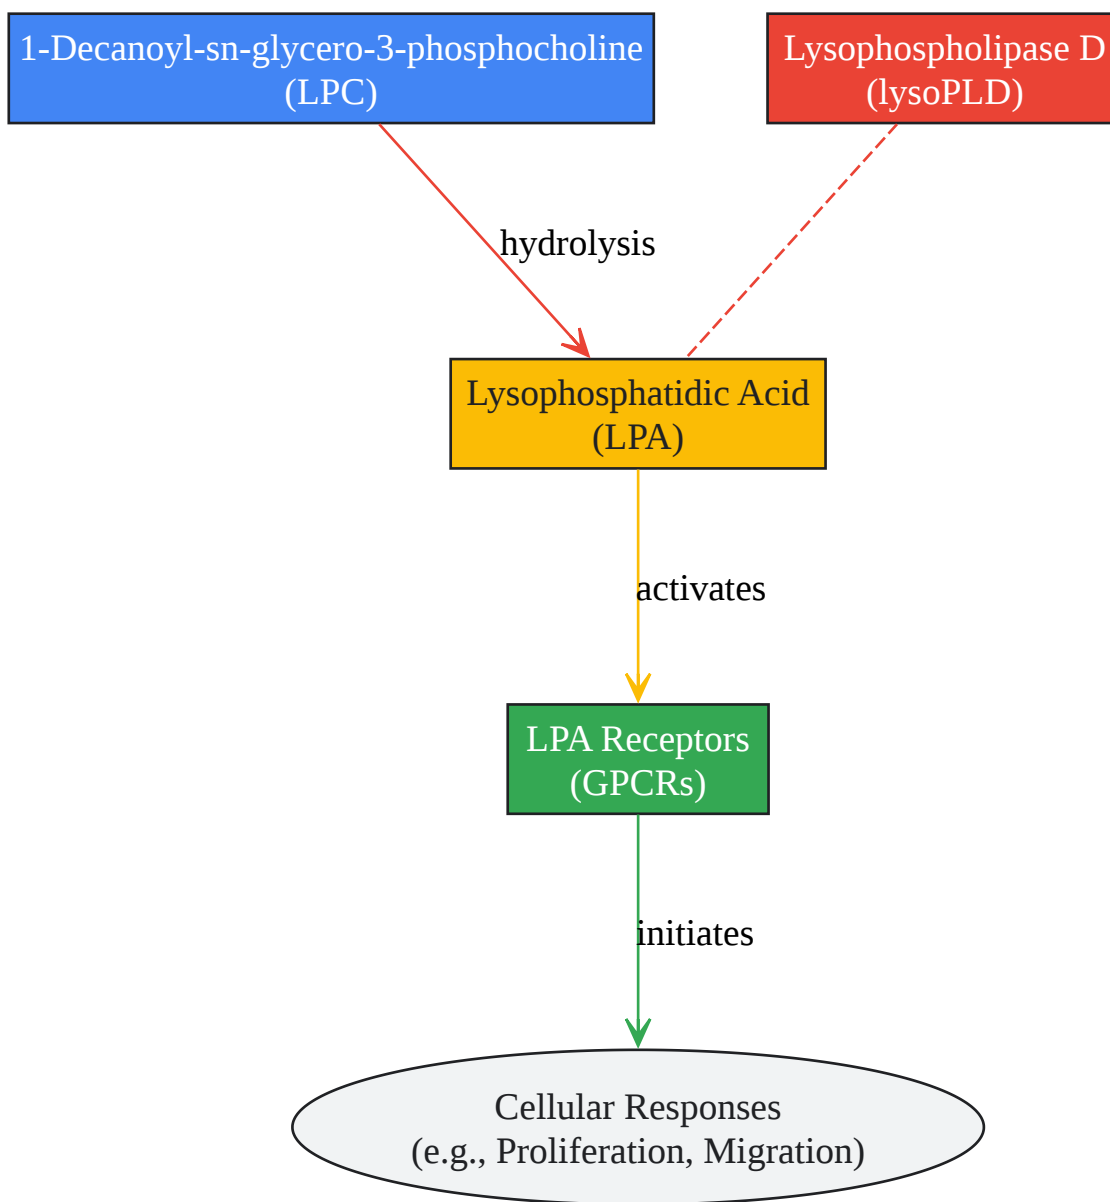 1-Decanoyl-sn-glycero-3-phosphocholine
(LPC)
Lysophospholipase D
(lysoPLD)
hydrolysis
Lysophosphatidic Acid
(LPA)
activates
LPA Receptors
(GPCRs)
initiates
Cellular Responses
(e.g., Proliferation, Migration)